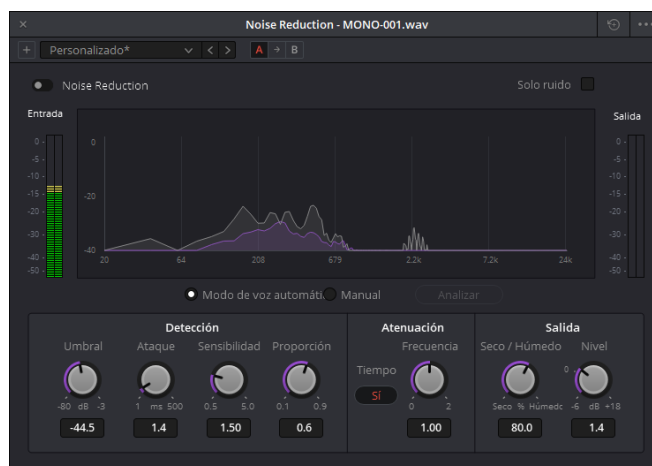 Noise Reduction - MONO-001.wav
Personalizado*
A B
Noise Reduction
Solo ruido
Entrada
Salida
0 -
-5 -
-10 -
-15 -
-20 -
-30 -
-40 -
-50 -
0
-20
-40
20 64 208 679 2.2k 7.2k 24k
0 -
-5 -
-10 -
-15 -
-20 -
-30 -
-40 -
-50 -
Modo de voz automáti
Manual
Analizar
Detección
Umbral Ataque Sensibilidad Proporción
-80 dB -3 1 ms 500 0.5 5.0 0.1 0.9
-44.5 1.4 1.50 0.6
Atenuación
Frecuencia
Tiempo
Sí
0 2
1.00
Salida
Seco / Húmedo Nivel
0
Seco % Húmedc -6 dB +18
80.0 1.4